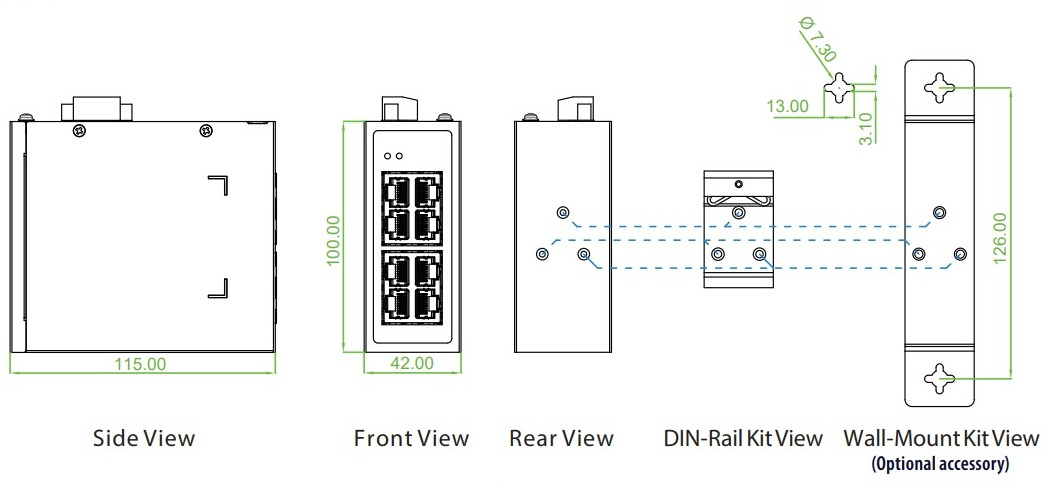 Ø 7.30
13.00
3.10
100.00
126.00
115.00
42.00
Side View
Front View
Rear View
DIN-Rail Kit View
Wall-Mount Kit View
(Optional accessory)